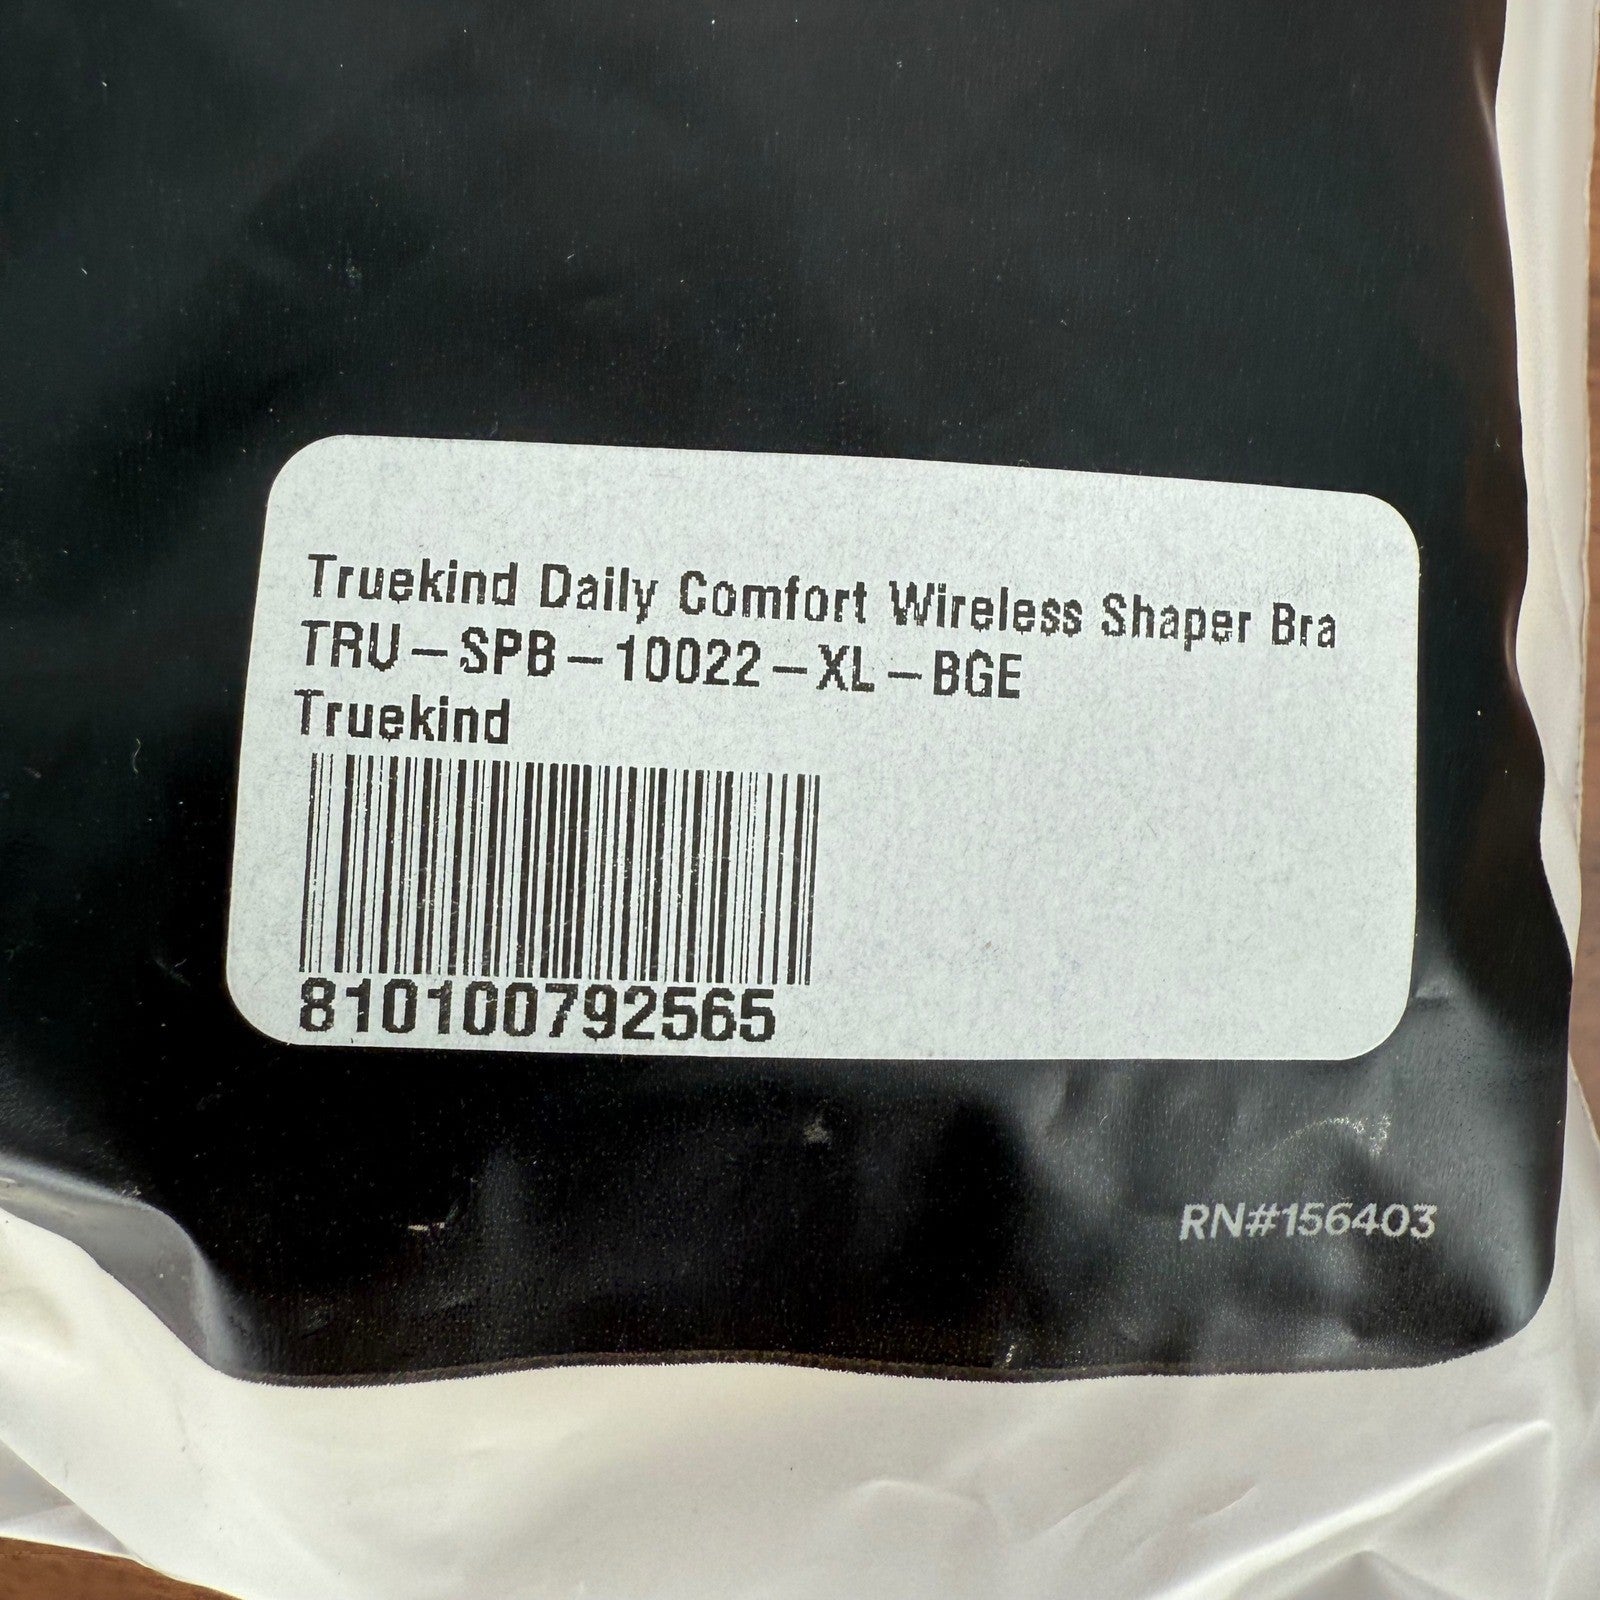 Truekind Daily Comfort Wireless Shaper Bra
TRU-SPB-10022-XL-BGE
Truekind
810100792565
RN#156403